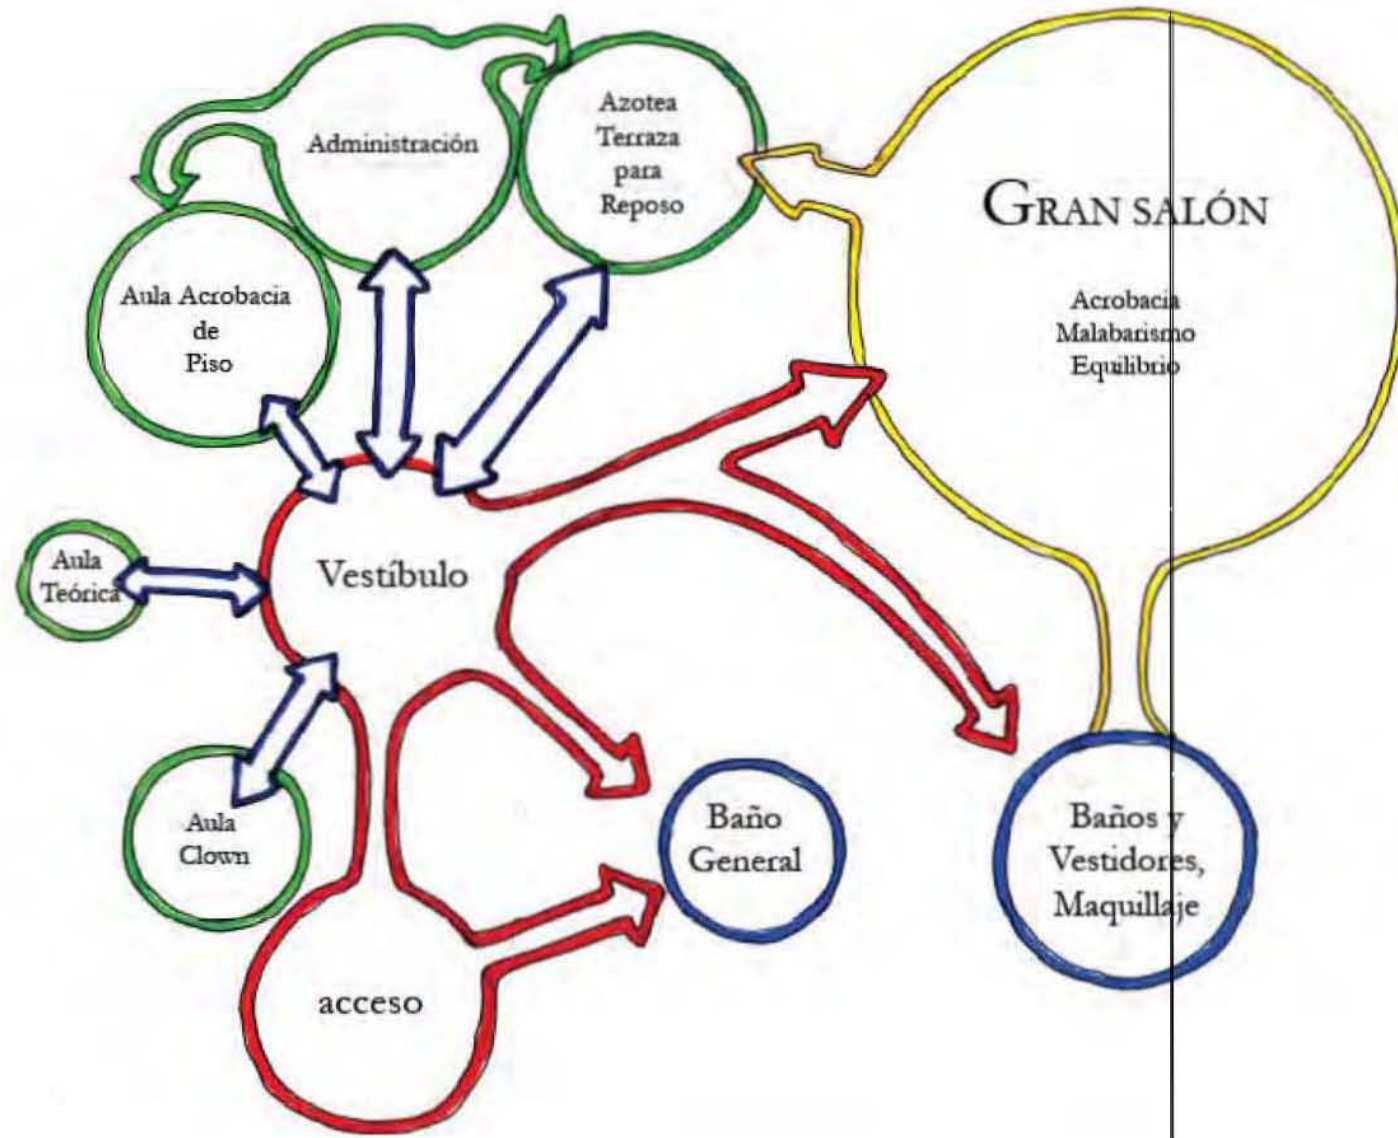 Administración
Azotea
Terraza
para
Reposo
GRAN SALÓN
Acrobacia
Malabarismo
Equilibrio
Aula Acrobacia
de
Piso
Aula
Teórica
Vestíbulo
Aula
Clown
Baño
General
Baños y
Vestidores,
Maquillaje
acceso